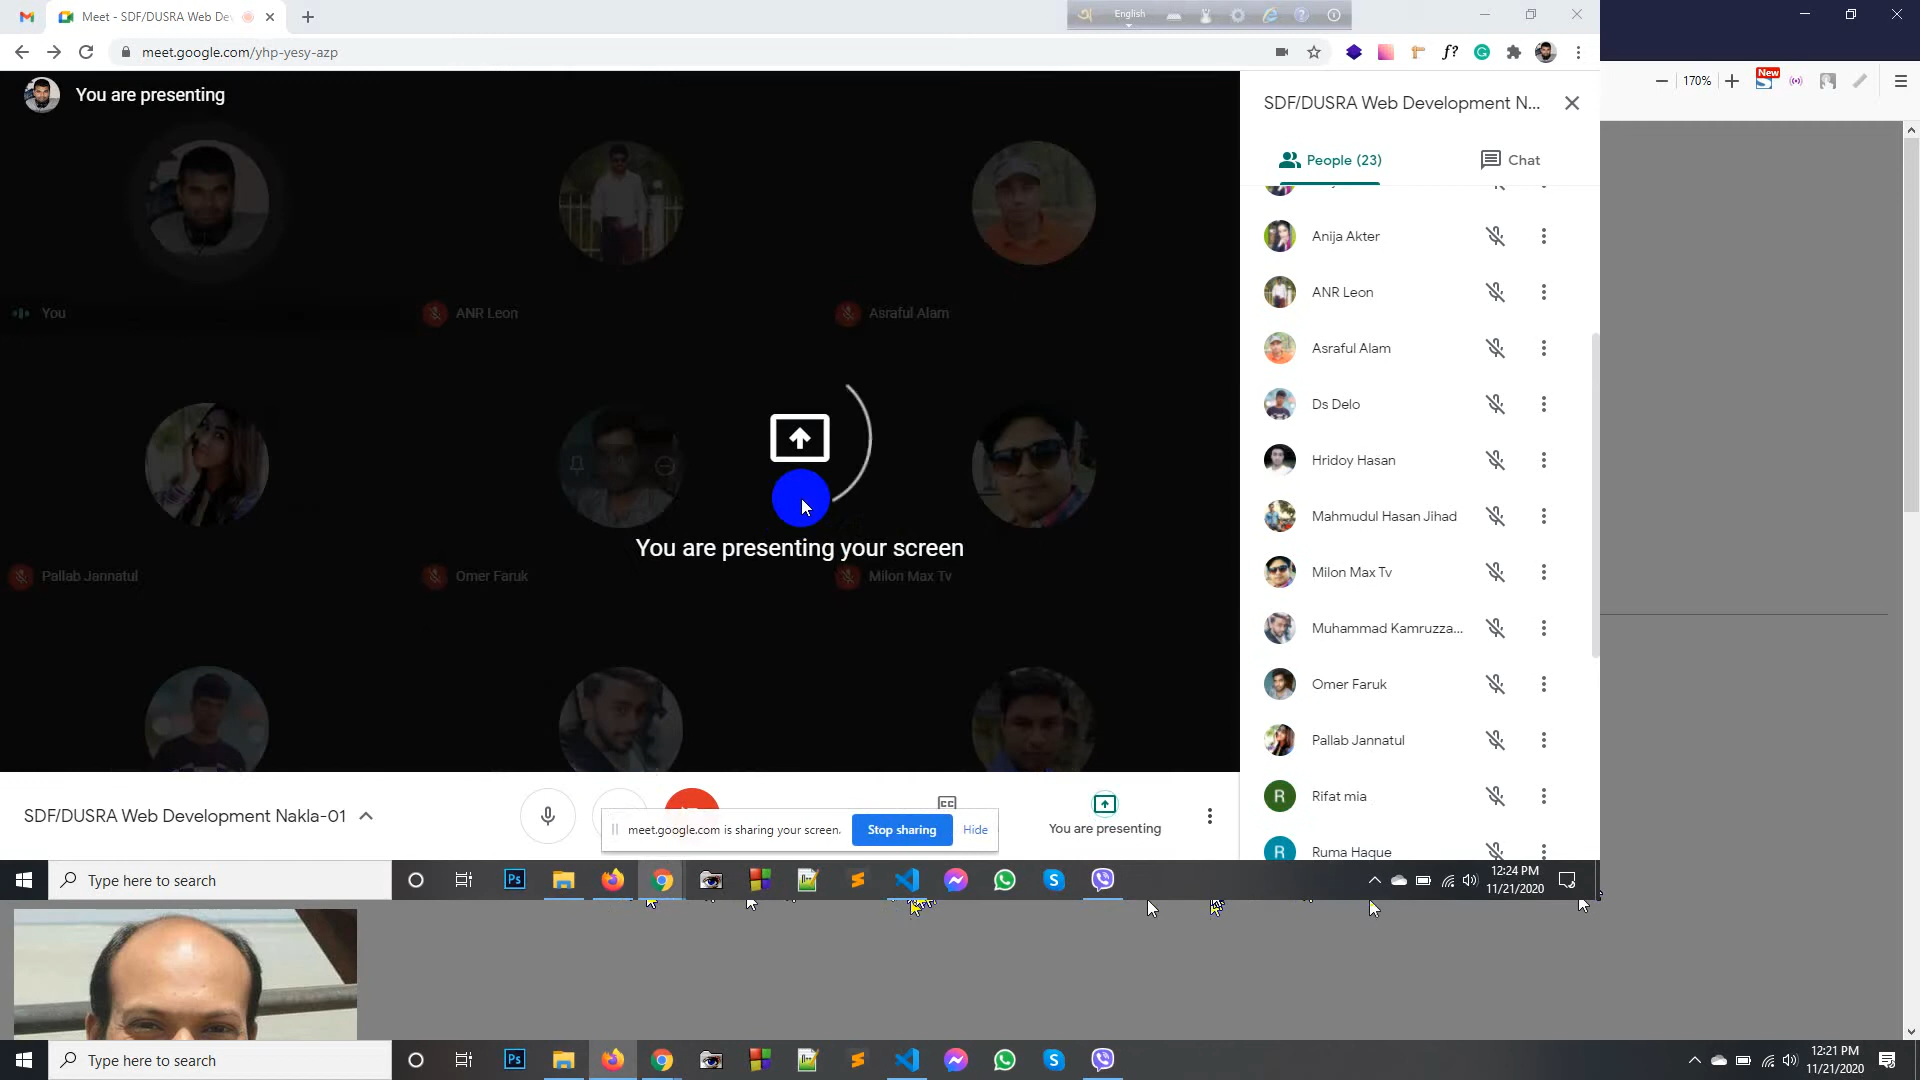 Meet - SDF/DUSRA Web De
English
meet.google.com/yhp-yesy-azp
f?
170%
New
You are presenting
SDF/DUSRA Web Development N...
People (23)
Chat
Anija Akter
ANR Leon
Asraful Alam
Ds Delo
Hridoy Hasan
Mahmudul Hasan Jihad
Milon Max Tv
Muhammad Kamruzza...
Omer Faruk
Pallab Jannatul
R
Rifat mia
R
Ruma Haque
You
ANR Leon
Asraful Alam
You are presenting your screen
Pallab Jannatul
Omer Faruk
Milon Max Tv
SDF/DUSRA Web Development Nakla-01
meet.google.com is sharing your screen.
Stop sharing
Hide
You are presenting
Type here to search
Ps
12:24 PM
11/21/2020
Type here to search
Ps
12:21 PM
11/21/2020